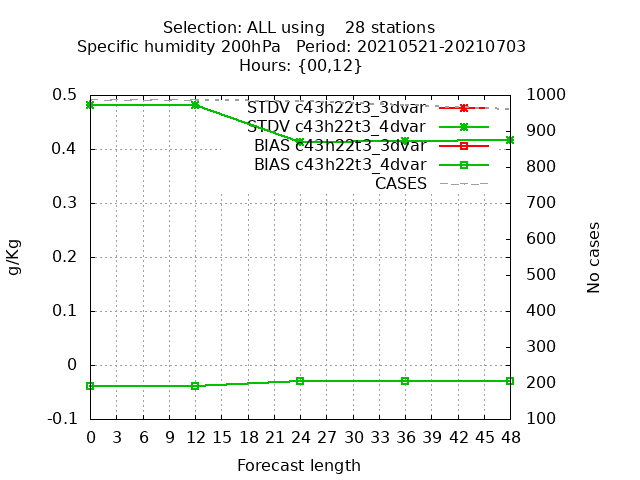 Selection: ALL using 28 stations
Specific humidity 200hPa Period: 20210521-20210703
Hours: {00,12}
STDV c43h22t3_3dvar
STDV c43h22t3_4dvar
BIAS c43h22t3_3dvar
BIAS c43h22t3_4dvar
CASES
0.5
0.4
0.3
0.2
0.1
0
-0.1
g/Kg
1000
900
800
700
600
500
400
300
200
100
No cases
0 3 6 9 12 15 18 21 24 27 30 33 36 39 42 45 48
Forecast length